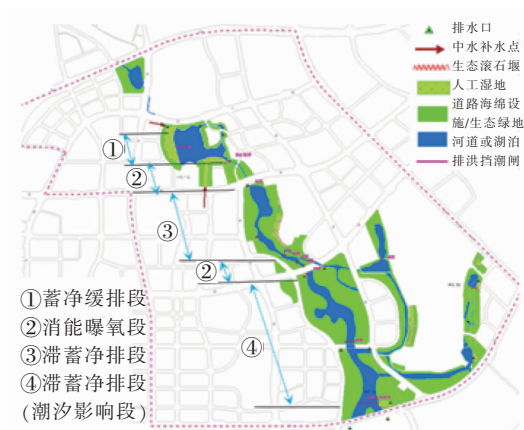 排水口
中水补水点
生态滚石堰
人工湿地
道路海绵设
施/生态绿地
河道或湖泊
排洪挡潮闸
①
②
③
②
④
①蓄净缓排段
②消能曝氧段
③滞蓄净排段
④滞蓄净排段
(潮汐影响段)